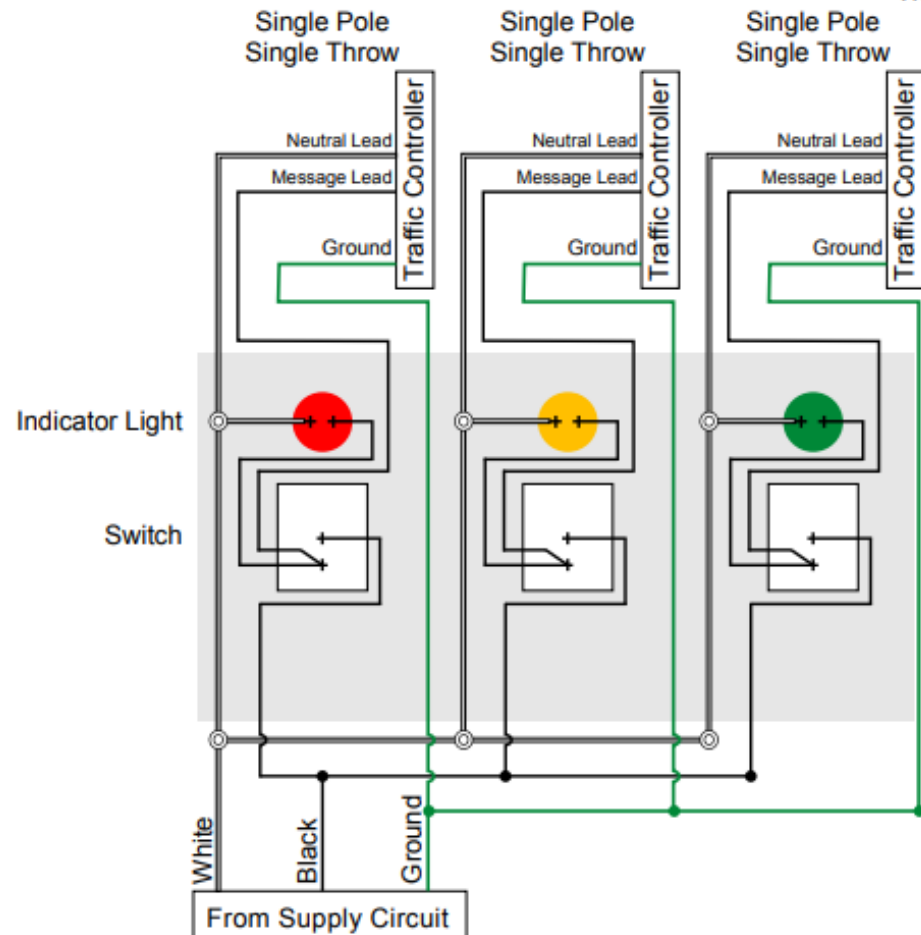 Single Pole
Single Throw
Single Pole
Single Throw
Single Pole
Single Throw
Neutral Lead
Message Lead
Ground
Traffic Controller
Neutral Lead
Message Lead
Ground
Traffic Controller
Neutral Lead
Message Lead
Ground
Traffic Controller
Indicator Light
Switch
White
Black
Ground
From Supply Circuit